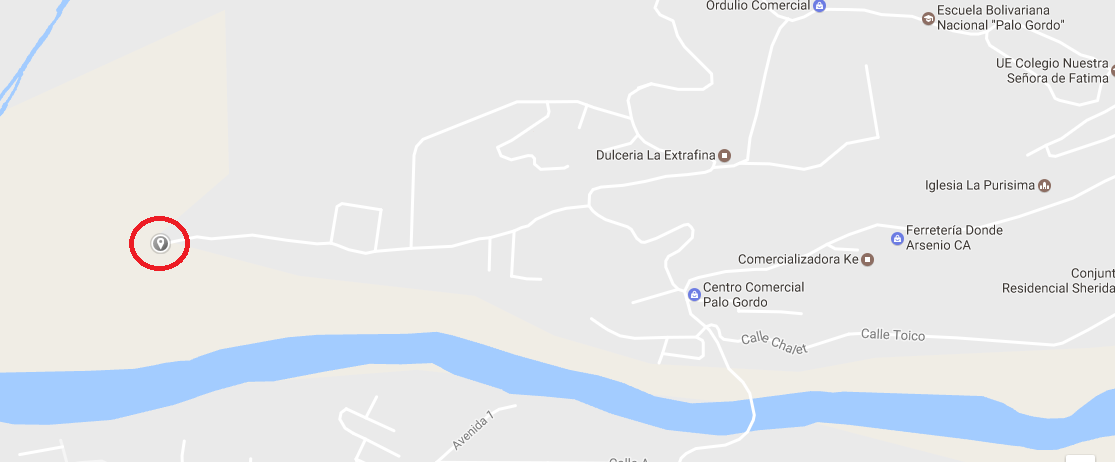 Ordulio Comercial
Escuela Bolivariana
Nacional "Palo Gordo"
UE Colegio Nuestra
Señora de Fatima
Dulceria La Extrafina
Iglesia La Purisima
Ferretería Donde
Arsenio CA
Comercializadora Ke
Conjunt
Residencial Sherida
Centro Comercial
Palo Gordo
Calle Chalet
Calle Toico
Avenida 1
Calle A